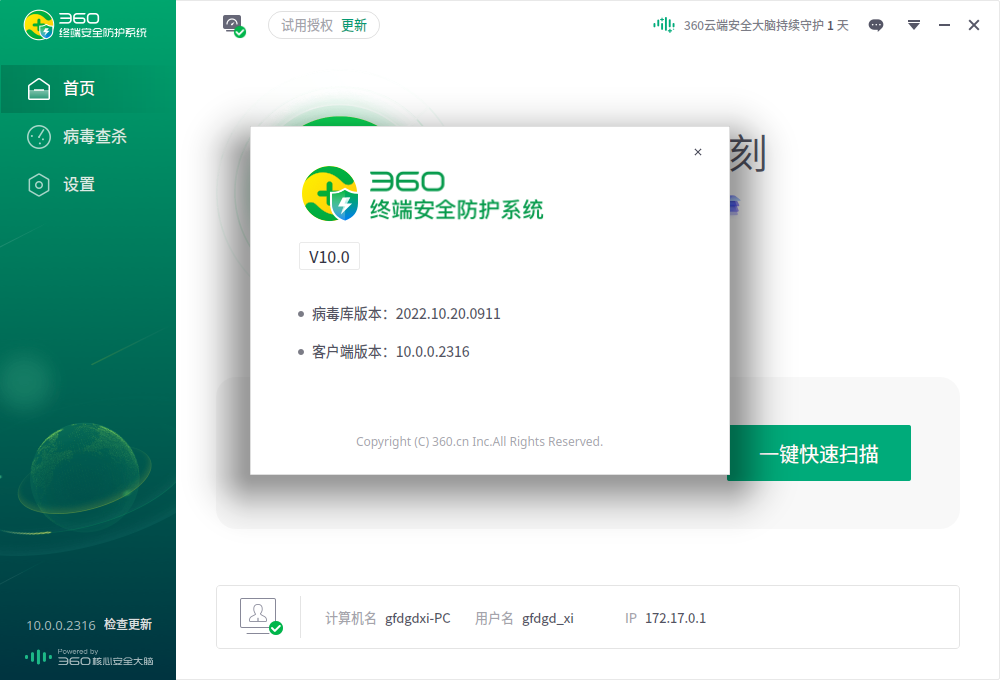 360
终端安全防护系统
试用授权 更新
360云端安全大脑持续守护 1 天
首页
病毒查杀
设置
刻
360
终端安全防护系统
V10.0
病毒库版本：2022.10.20.0911
客户端版本：10.0.0.2316
Copyright (C) 360.cn Inc.All Rights Reserved.
一键快速扫描
计算机名 gfdgdxi-PC 用户名 gfdgd_xi IP 172.17.0.1
10.0.0.2316 检查更新
Powered by
360核心安全大脑